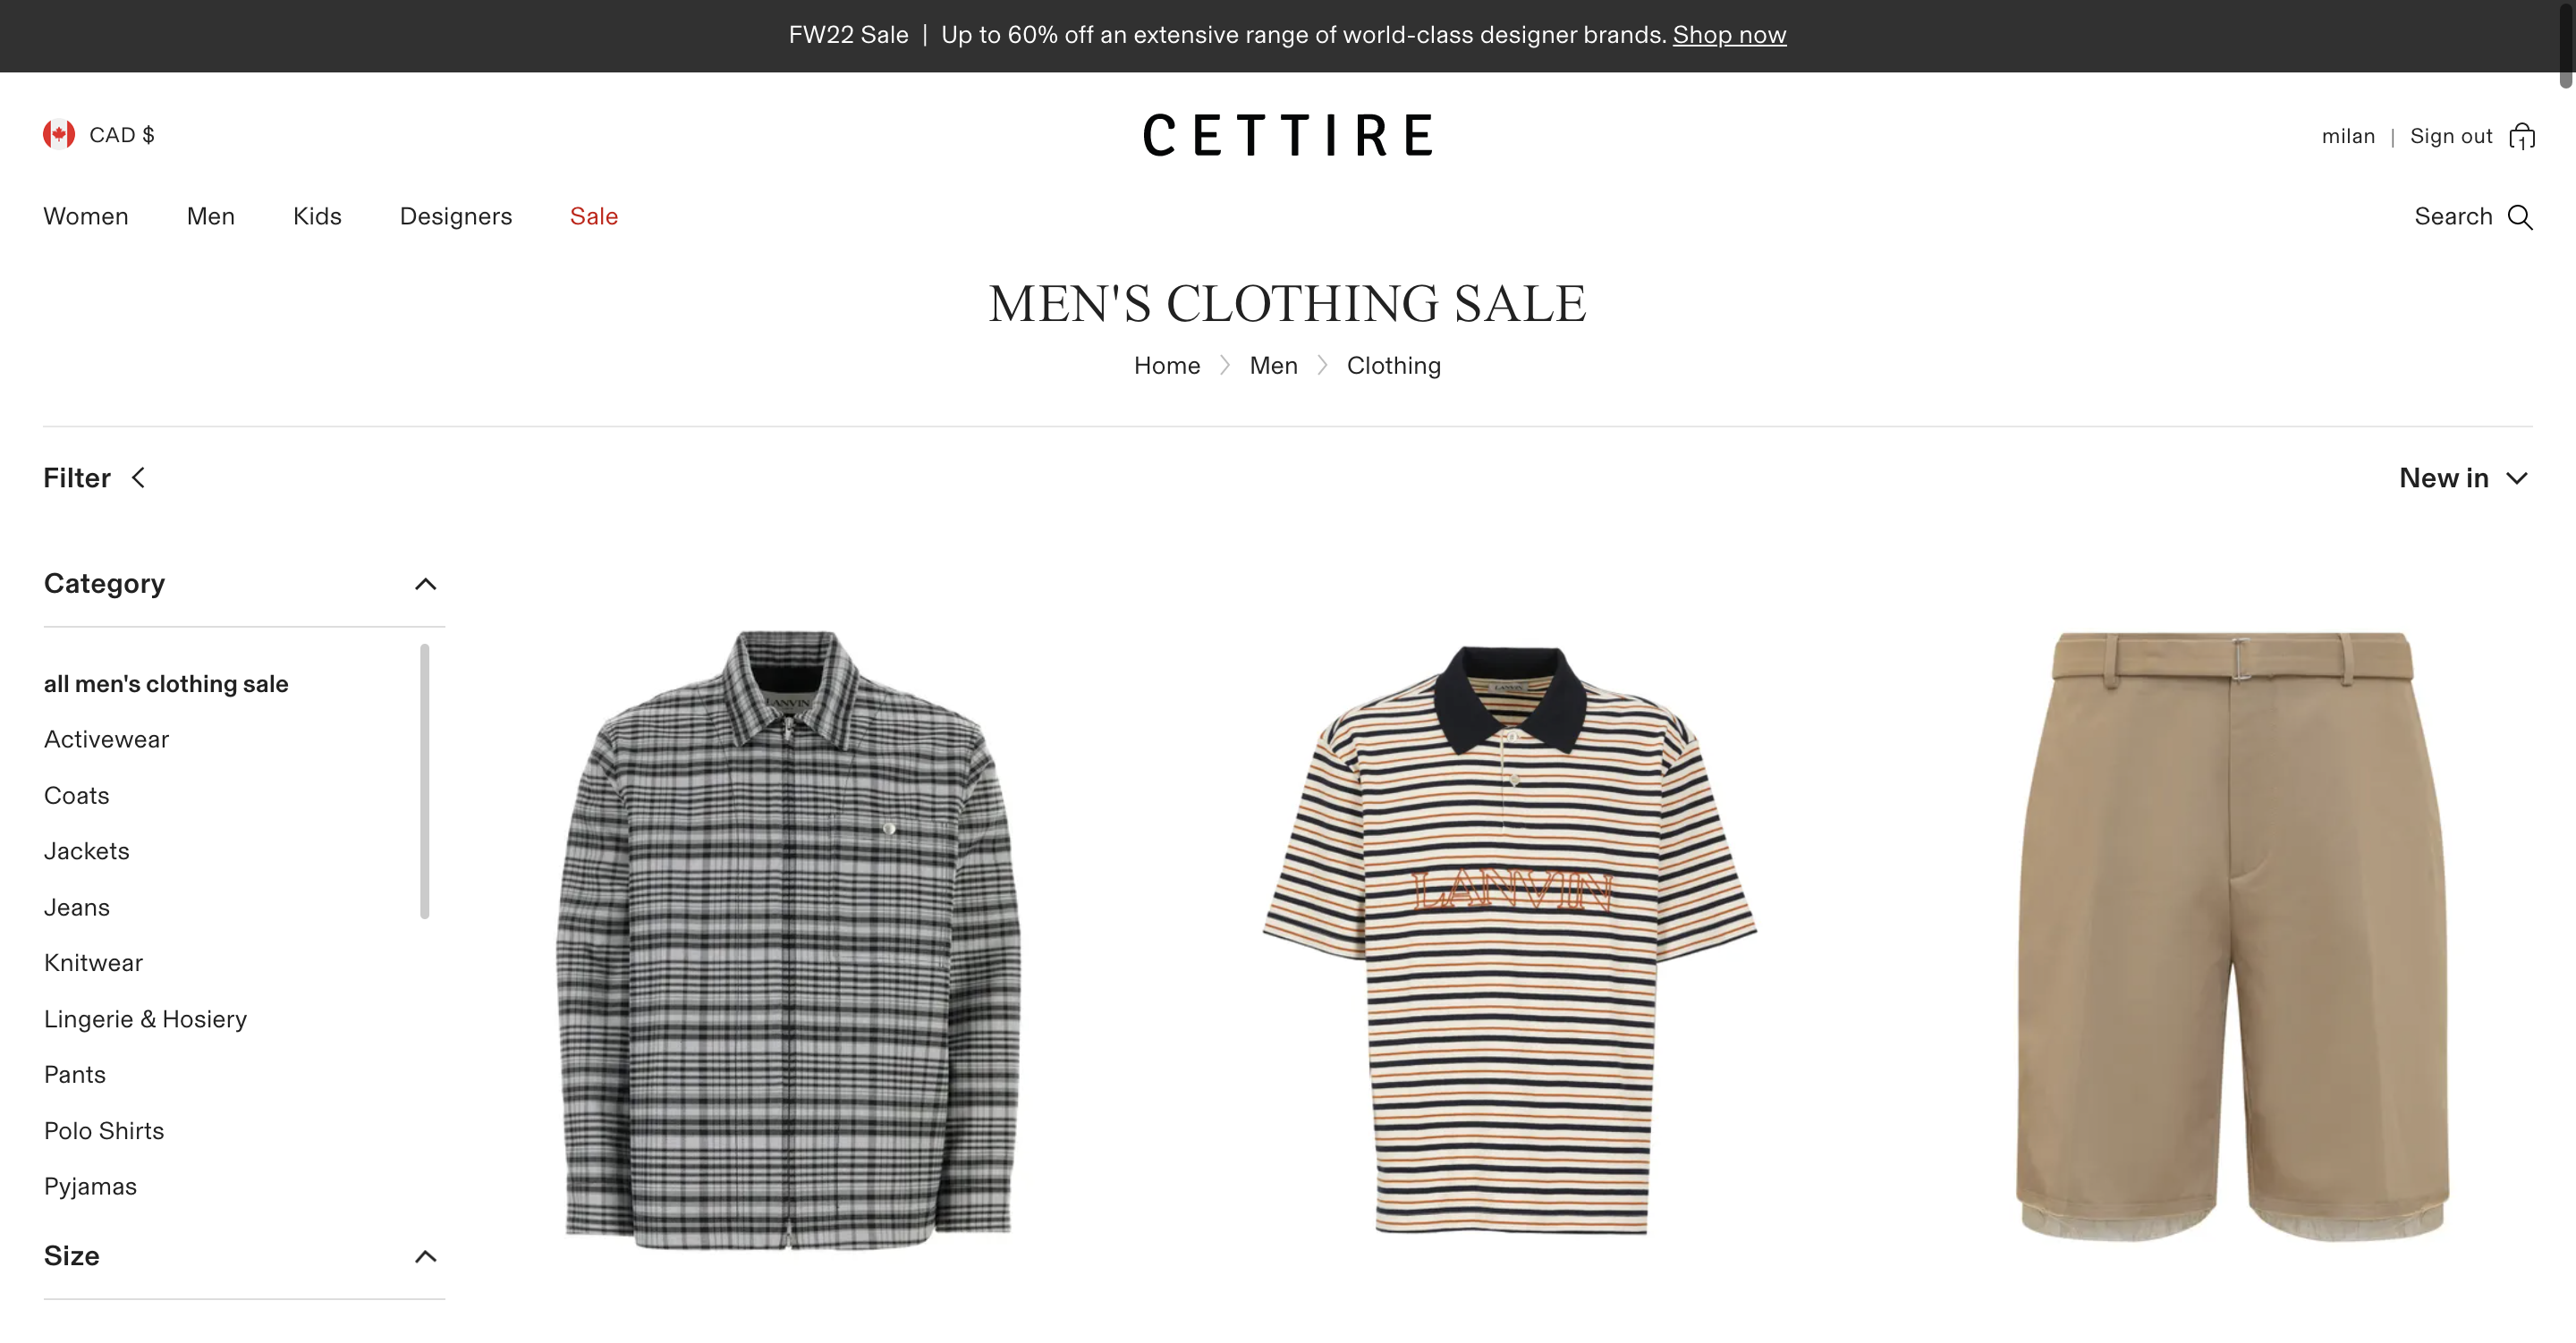 FW22 Sale | Up to 60% off an extensive range of world-class designer brands. Shop now
CAD $
CETTIRE
milan | Sign out 1
Women Men Kids Designers Sale
Search
MEN'S CLOTHING SALE
Home Men Clothing
Filter
New in
Category
all men's clothing sale
Activewear
Coats
Jackets
Jeans
Knitwear
Lingerie & Hosiery
Pants
Polo Shirts
Pyjamas
Size
LANVIN
LANVIN
LANVIN